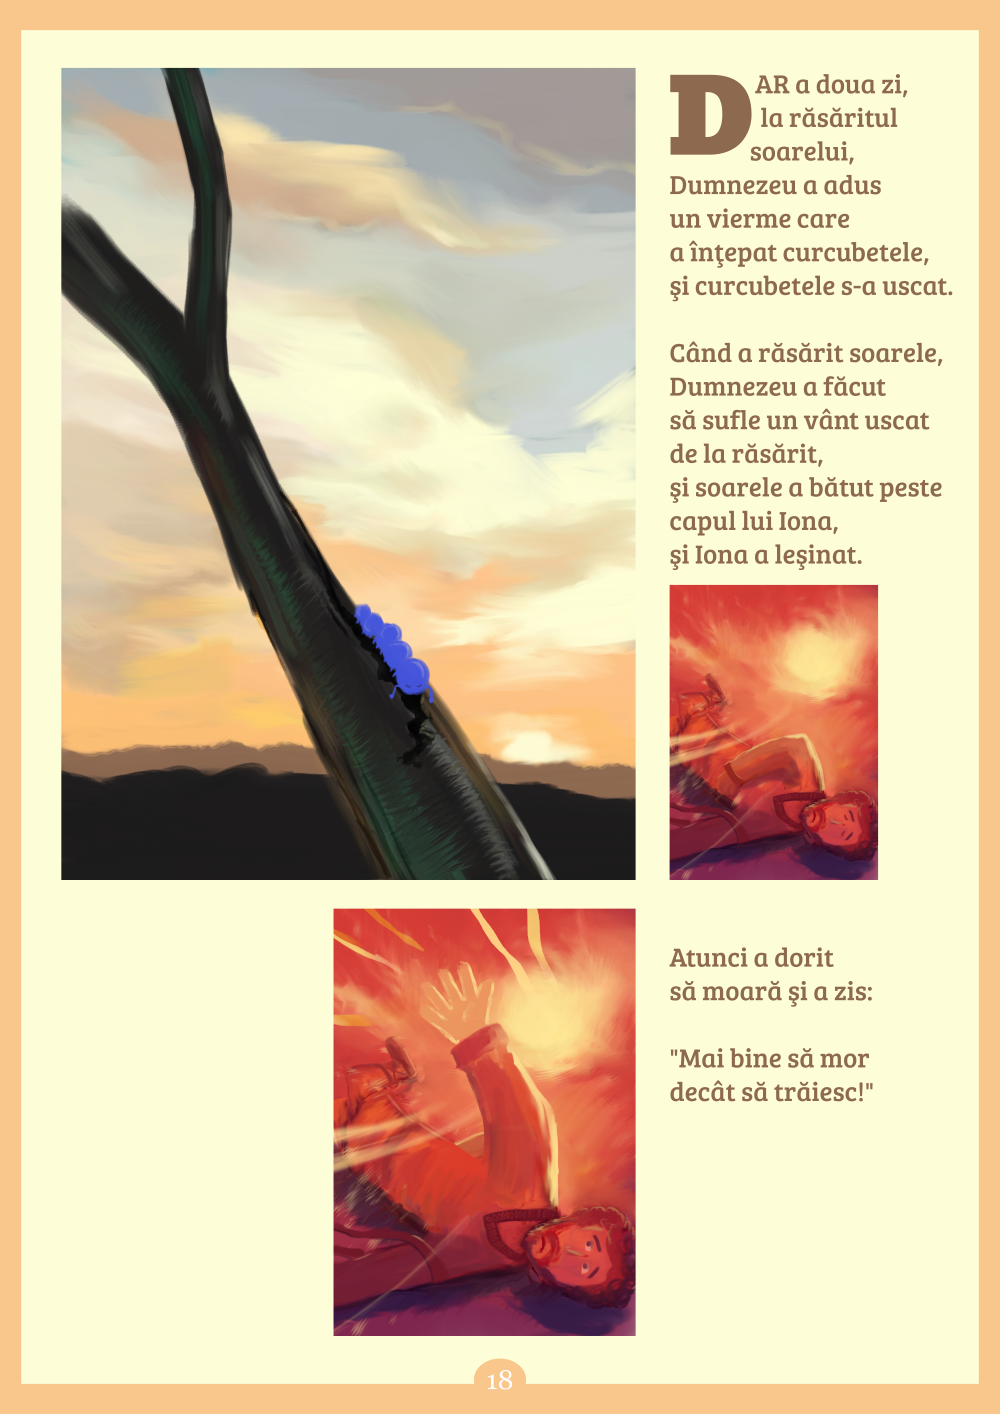 DAR a doua zi,
la răsăritul
soarelui,
Dumnezeu a adus
un vierme care
a înţepat curcubetele,
şi curcubetele s-a uscat.
Când a răsărit soarele,
Dumnezeu a făcut
să sufle un vânt uscat
de la răsărit,
şi soarele a bătut peste
capul lui Iona,
şi Iona a leşinat.
Atunci a dorit
să moară şi a zis:
"Mai bine să mor
decât să trăiesc!"
18